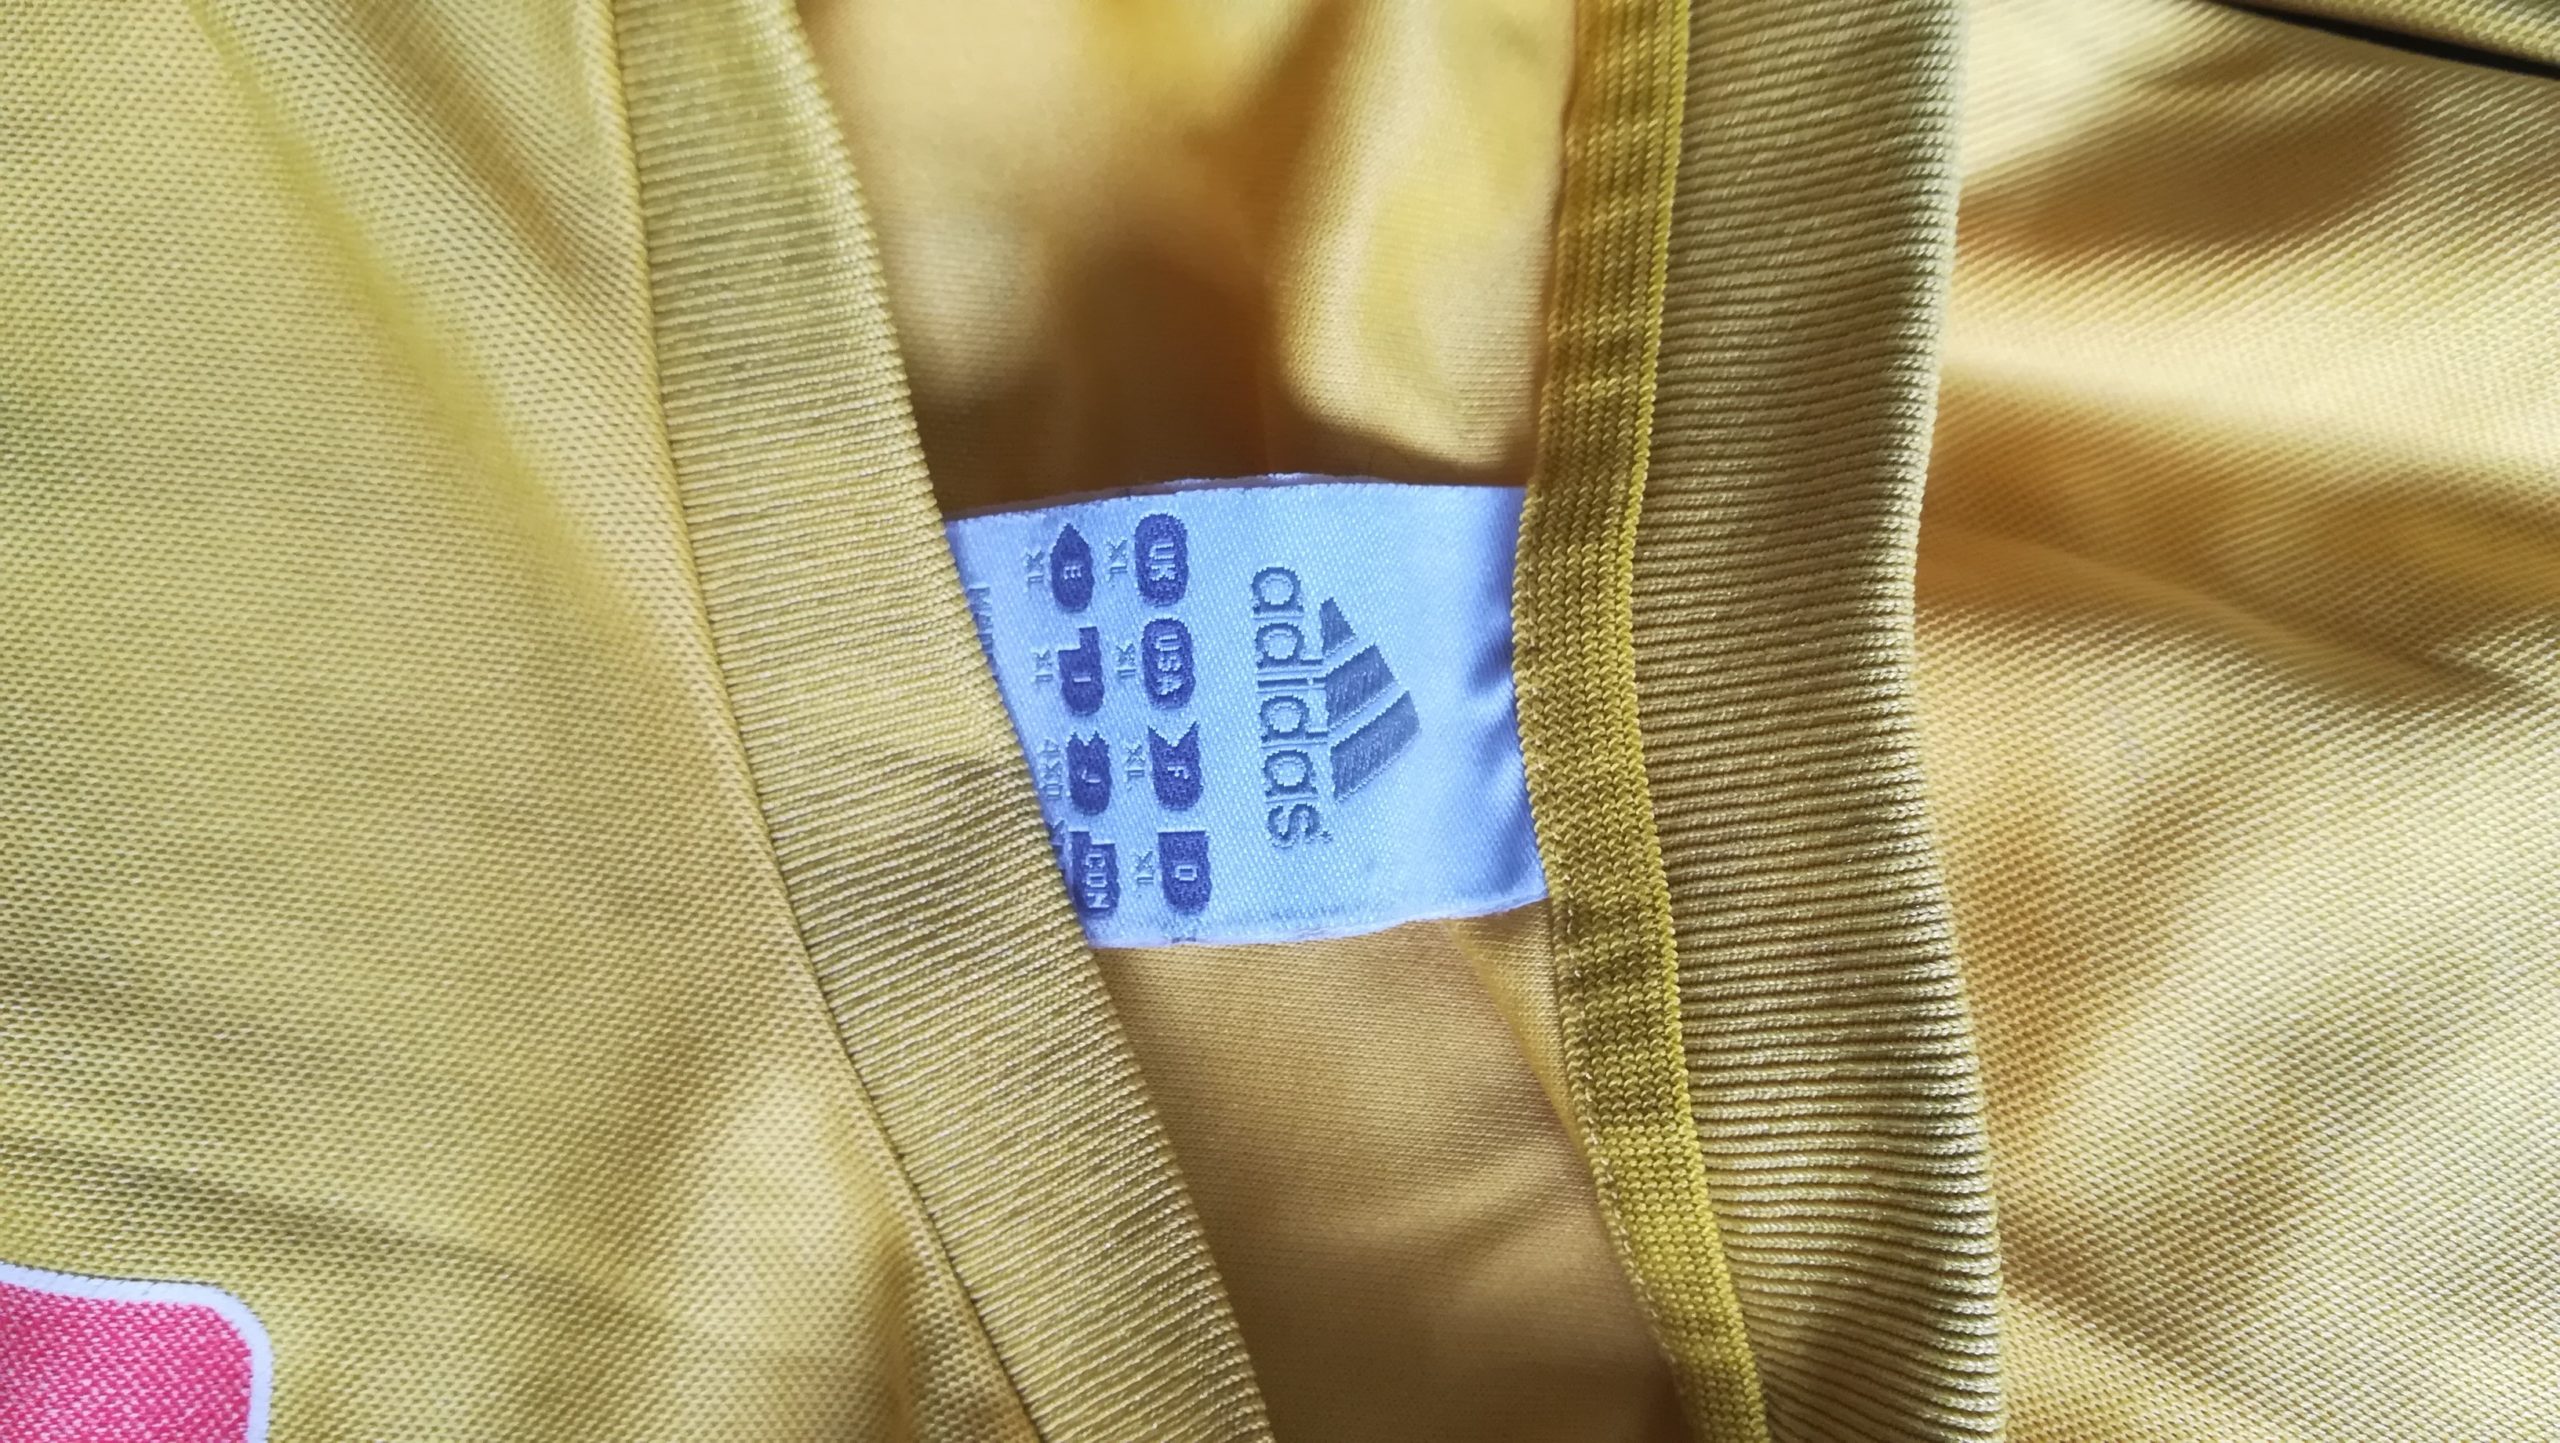 adidas
UK USA F D
XL XL XL XL
E I J CDN
XL XL 4XO